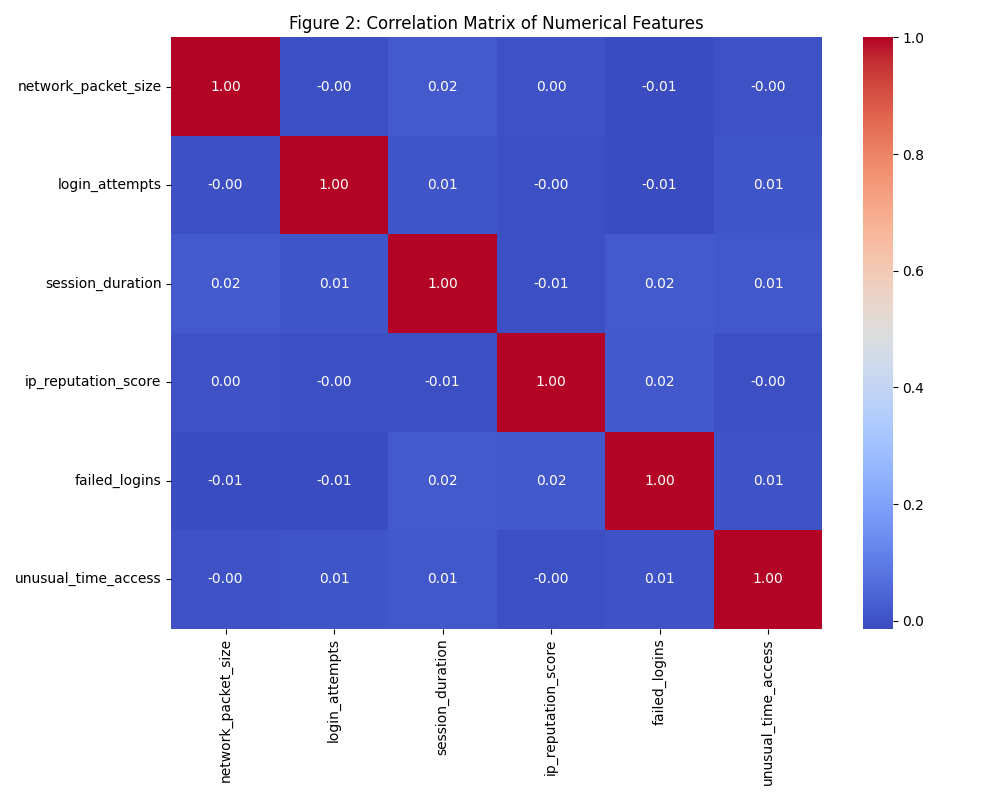 Figure 2: Correlation Matrix of Numerical Features
network_packet_size 1.00 -0.00 0.02 0.00 -0.01 -0.00
login_attempts -0.00 1.00 0.01 -0.00 -0.01 0.01
session_duration 0.02 0.01 1.00 -0.01 0.02 0.01
ip_reputation_score 0.00 -0.00 -0.01 1.00 0.02 -0.00
failed_logins -0.01 -0.01 0.02 0.02 1.00 0.01
unusual_time_access -0.00 0.01 0.01 -0.00 0.01 1.00
network_packet_size
login_attempts
session_duration
ip_reputation_score
failed_logins
unusual_time_access
1.0
0.8
0.6
0.4
0.2
0.0